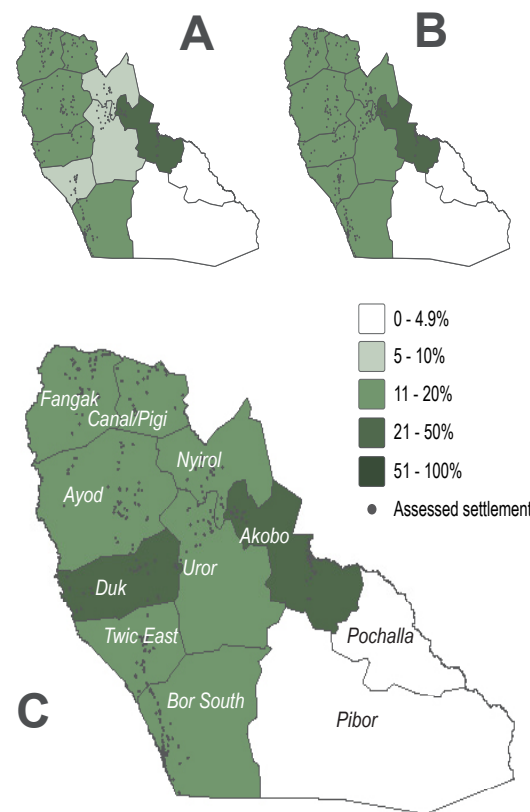 A
B
0 - 4.9%
5 - 10%
11 - 20%
21 - 50%
51 - 100%
Assessed settlement
Fangak
Canal/Pigi
Nyirol
Ayod
Akobo
Uror
Duk
Twic East
Pochalla
Bor South
C
Pibor